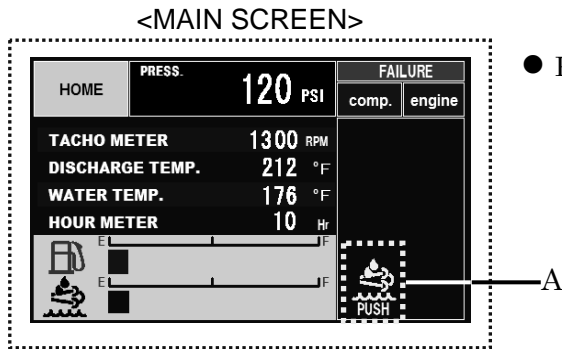 <MAIN SCREEN>
HOME
PRESS.
120 PSI
FAILURE
comp. engine
TACHO METER 1300 RPM
DISCHARGE TEMP. 212 °F
WATER TEMP. 176 °F
HOUR METER 10 Hr
E F
E F
PUSH
A